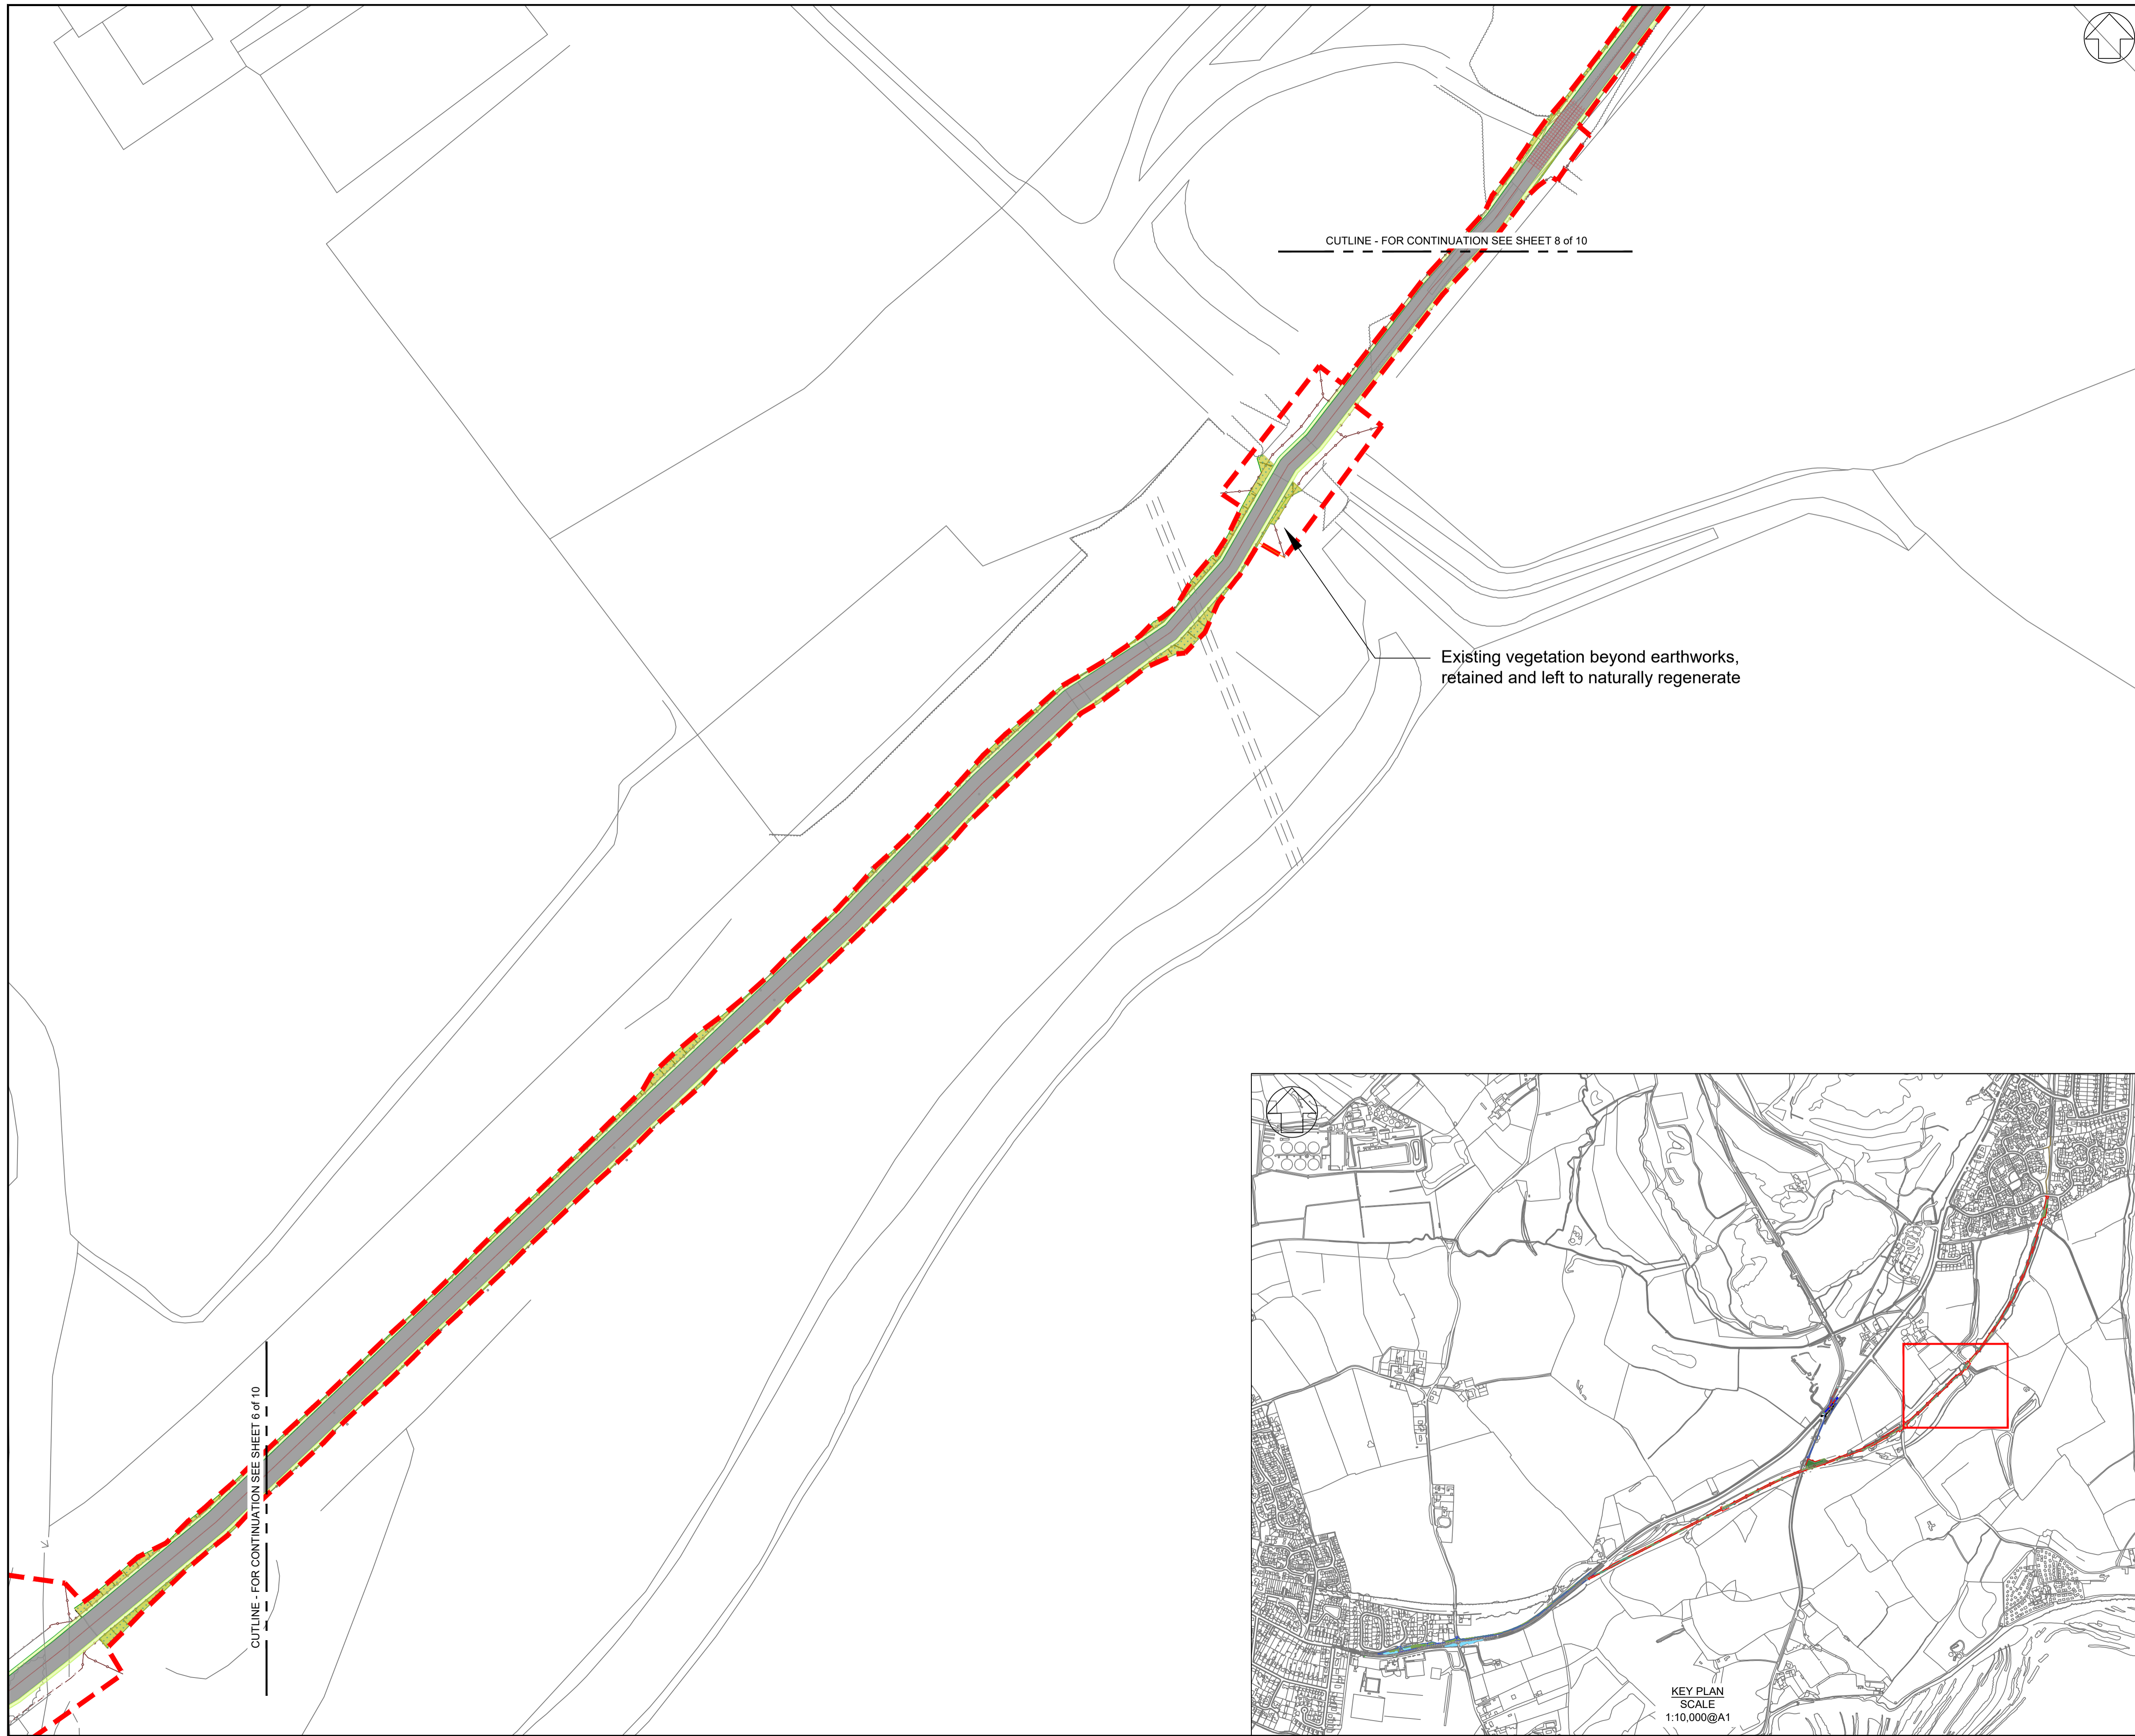 CUTLINE - FOR CONTINUATION SEE SHEET 8 of 10
Existing vegetation beyond earthworks,
retained and left to naturally regenerate
CUTLINE - FOR CONTINUATION SEE SHEET 6 of 10
KEY PLAN
SCALE
1:10,000@A1